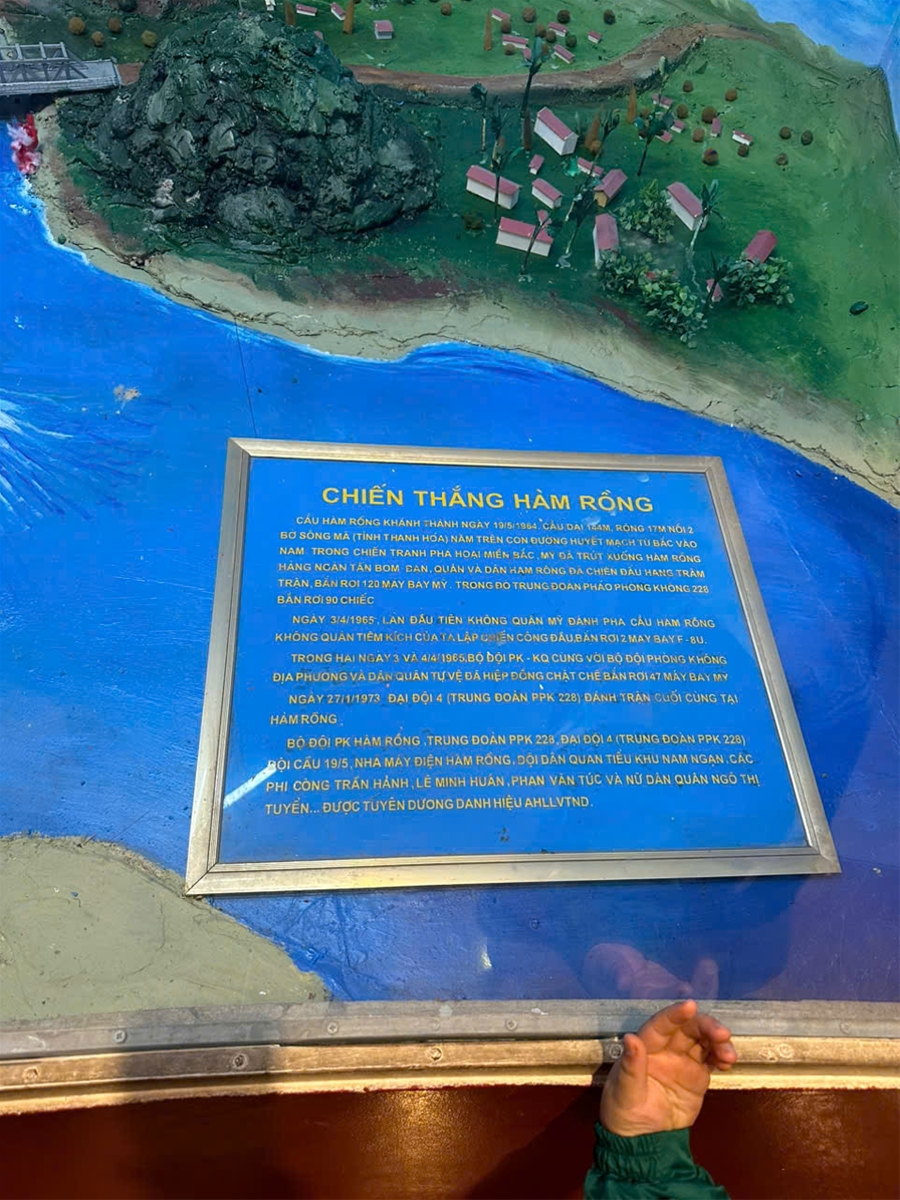 CHIẾN THẮNG HÀM RỒNG
CẦU HÀM RỒNG KHÁNH THÀNH NGÀY 19/5/1964. CẦU DÀI 144M, RỘNG 17M NỐI 2
BỜ SÔNG MÃ (TỈNH THANH HÓA) NẰM TRÊN CON ĐƯỜNG HUYẾT MẠCH TỪ BẮC VÀO
NAM. TRONG CHIẾN TRANH PHÁ HOẠI MIỀN BẮC, MỸ ĐÃ TRÚT XUỐNG HÀM RỒNG
HÀNG NGÀN TẤN BOM. ĐẢN, QUÂN VÀ DÂN HÀM RỒNG ĐÃ CHIẾN ĐẤU HÀNG TRĂM
TRẬN, BẮN RƠI 120 MÁY BAY MỸ. TRONG ĐÓ TRUNG ĐOÀN PHÁO PHÒNG KHÔNG 228
BẮN RƠI 90 CHIẾC
NGÀY 3/4/1965, LẦN ĐẦU TIÊN KHÔNG QUÂN MỸ ĐÁNH PHÁ CẦU HÀM RỒNG
KHÔNG QUÂN TIÊM KÍCH CỦA TA LẬP CHIẾN CÔNG ĐẦU,BẮN RƠI 2 MÁY BAY F - 8U.
TRONG HAI NGÀY 3 VÀ 4/4/1965,BỘ ĐỘI PK - KQ CÙNG VỚI BỘ ĐỘI PHÒNG KHÔNG
ĐỊA PHƯƠNG VÀ DÂN QUÂN TỰ VỆ ĐÃ HIỆP ĐỒNG CHẶT CHẼ BẮN RƠI 47 MÁY BAY MỸ
NGÀY 27/1/1973, ĐẠI ĐỘI 4 (TRUNG ĐOÀN PPK 228) ĐÁNH TRẬN CUỐI CÙNG TẠI
HÀM RỒNG.
BỘ ĐỘI PK HÀM RỒNG ,TRUNG ĐOÀN PPK 228, ĐẠI ĐỘI 4 (TRUNG ĐOÀN PPK 228)
ĐỘI CẦU 19/5, NHÀ MÁY ĐIỆN HÀM RỒNG, ĐỘI DÂN QUÂN TIỂU KHU NAM NGẠN ,CÁC
PHI CÔNG TRẦN HANH, LÊ MINH HUÂN, PHAN VĂN TÚC VÀ NỮ DÂN QUÂN NGÔ THỊ
TUYỂN... ĐƯỢC TUYÊN DƯƠNG DANH HIỆU AHLLVTND.